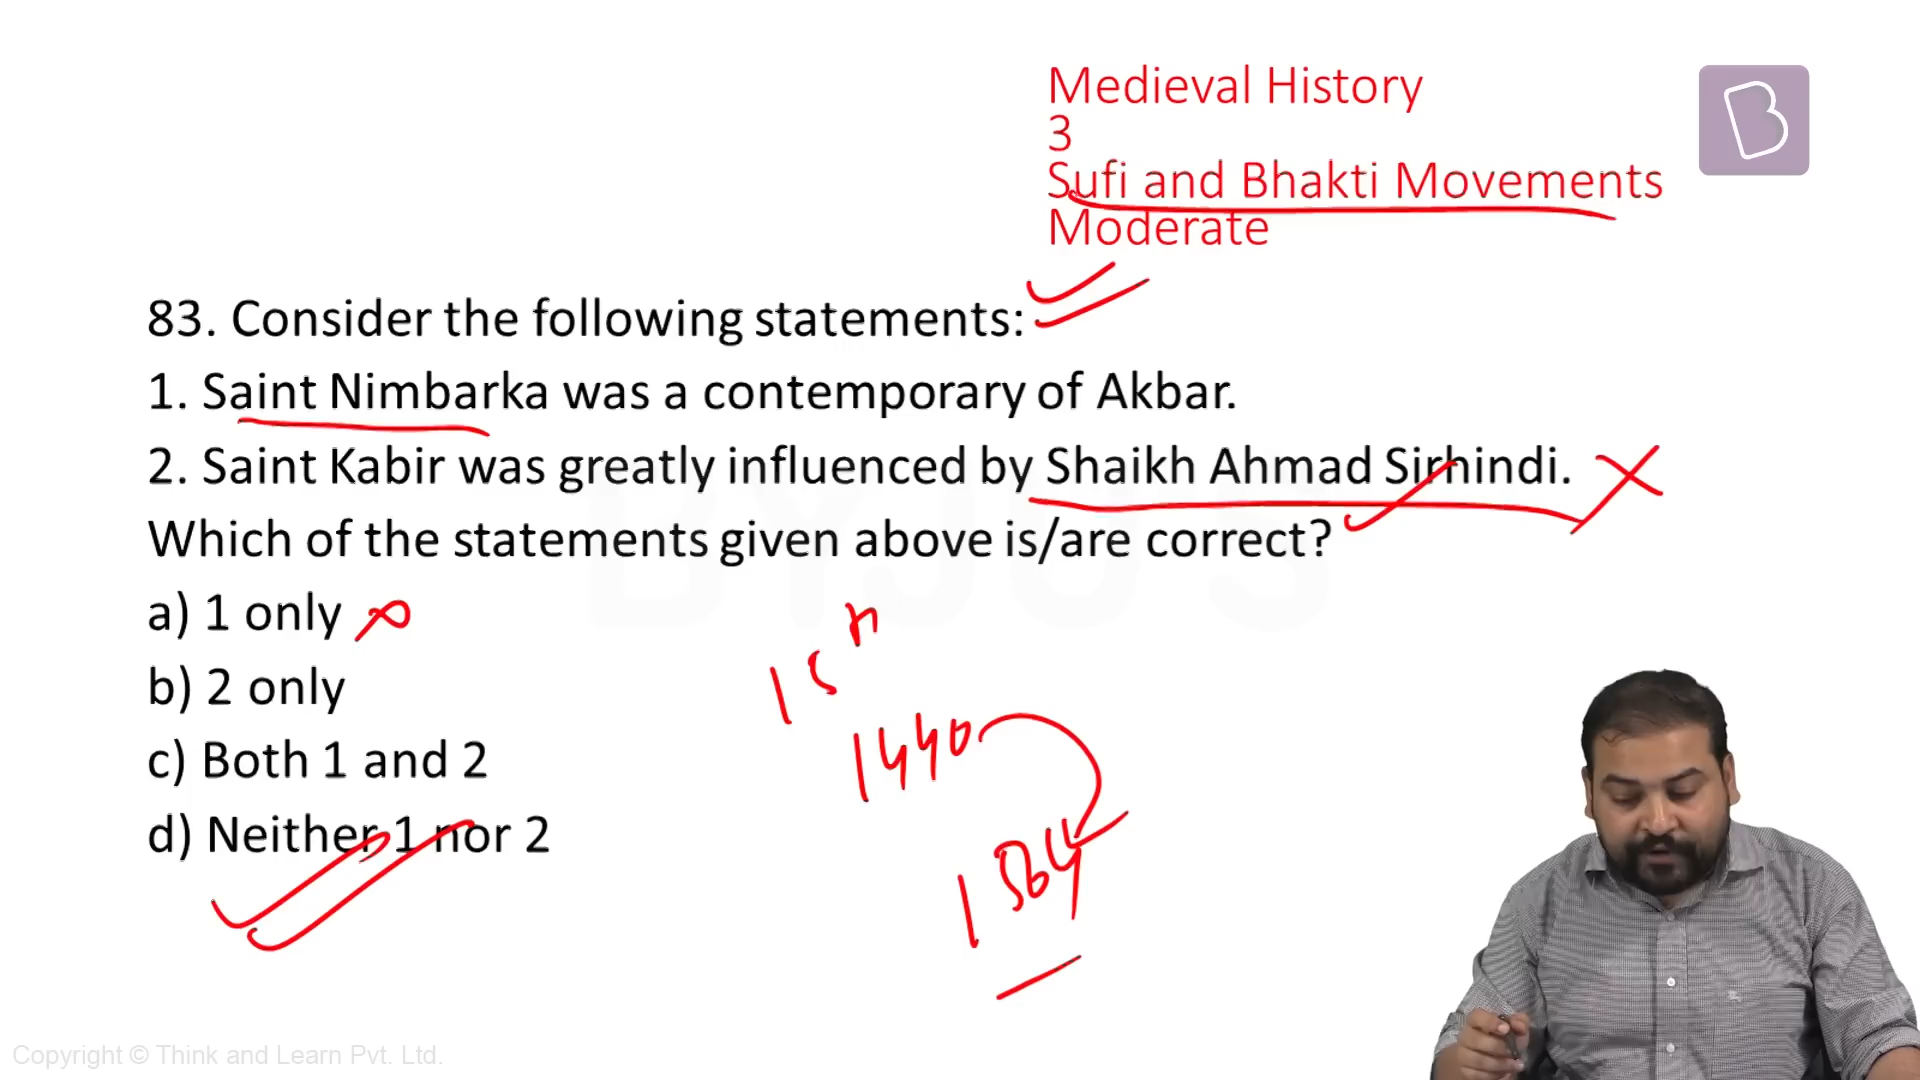 Medieval History
3
Sufi and Bhakti Movements
Moderate
83. Consider the following statements:
1. Saint Nimbarka was a contemporary of Akbar.
2. Saint Kabir was greatly influenced by Shaikh Ahmad Sirhindi.
Which of the statements given above is/are correct?
a) 1 only
b) 2 only
c) Both 1 and 2
d) Neither 1 nor 2
1440
1564
BYJU'S
B
Copyright © Think and Learn Pvt. Ltd.